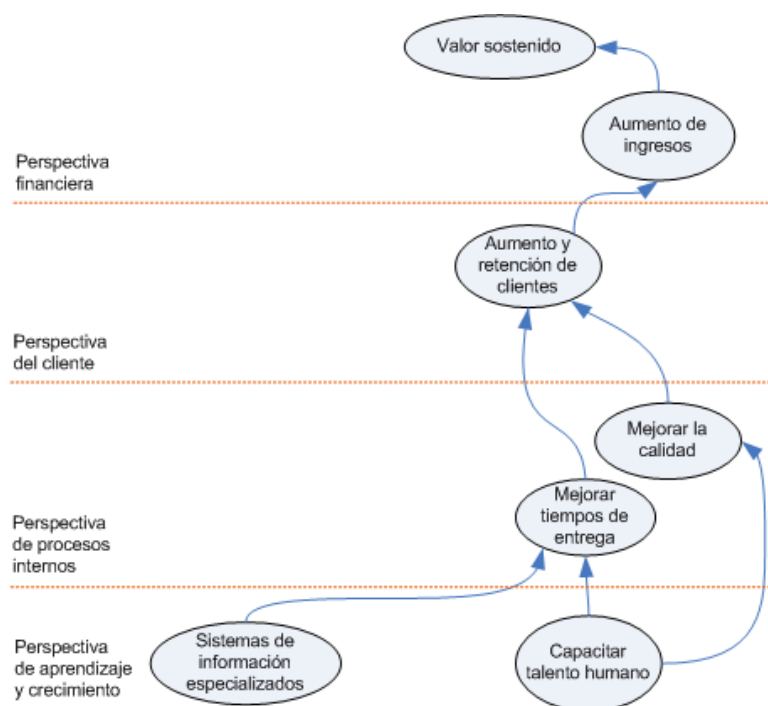 Valor sostenido
Aumento de
ingresos
Perspectiva
financiera
Aumento y
retención de
clientes
Perspectiva
del cliente
Mejorar la
calidad
Mejorar
tiempos de
entrega
Perspectiva
de procesos
internos
Sistemas de
información
especializados
Capacitar
talento humano
Perspectiva
de aprendizaje
y crecimiento